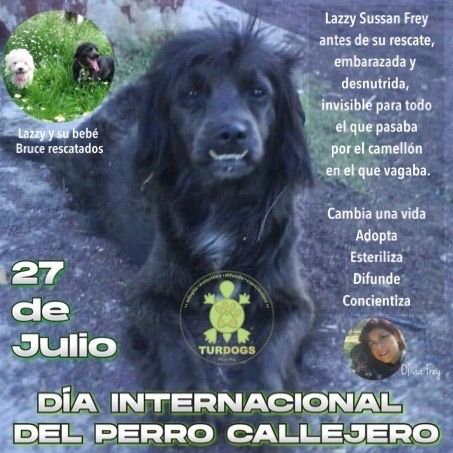 Lazzy Sussan Frey
antes de su rescate,
embarazada y
desnutrida,
invisible para todo
el que pasaba
por el camellón
en el que vagaba.
Lazzy y su bebé
Bruce rescatados
Cambia una vida
Adopta
Esteriliza
Difunde
Concientiza
27
de
Julio
TURDOGS
Olivia Frey
DÍA INTERNACIONAL
DEL PERRO CALLEJERO